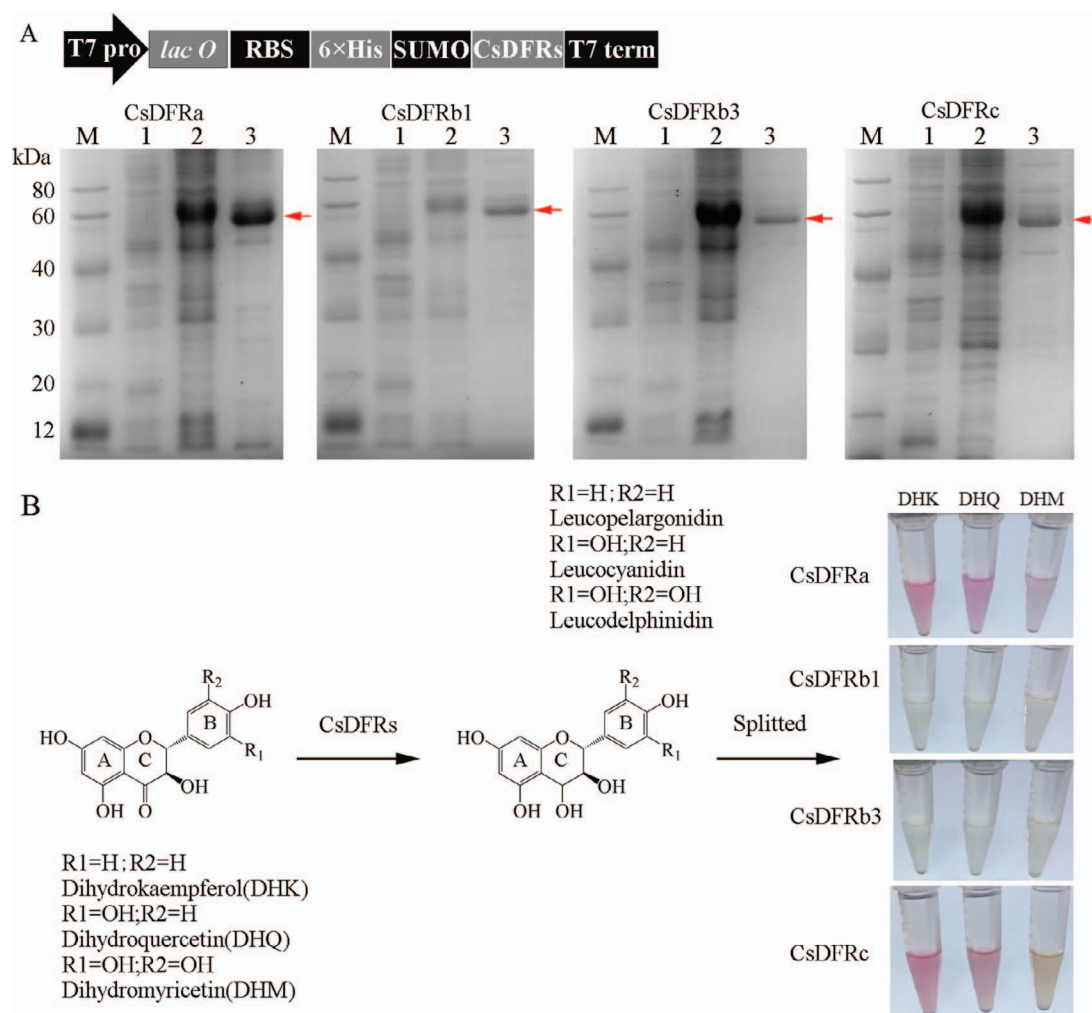 A
T7 pro lac O RBS 6×His SUMO CsDFRs T7 term
CsDFRa CsDFRb1 CsDFRb3 CsDFRc
M 1 2 3 M 1 2 3 M 1 2 3 M 1 2 3
kDa
80
60
40
30
20
12
B
R1=H;R2=H
Leucopelargonidin
R1=OH;R2=H
Leucocyanidin
R1=OH;R2=OH
Leucodelphinidin
DHK DHQ DHM
CsDFRa
CsDFRb1
CsDFRb3
CsDFRc
R2
OH
B
R1
HO
O
A
C
OH
OH
O
CsDFRs
R2
OH
B
R1
HO
O
A
C
OH
OH
OH
Splitted
R1=H;R2=H
Dihydrokaempferol(DHK)
R1=OH;R2=H
Dihydroquercetin(DHQ)
R1=OH;R2=OH
Dihydromyricetin(DHM)